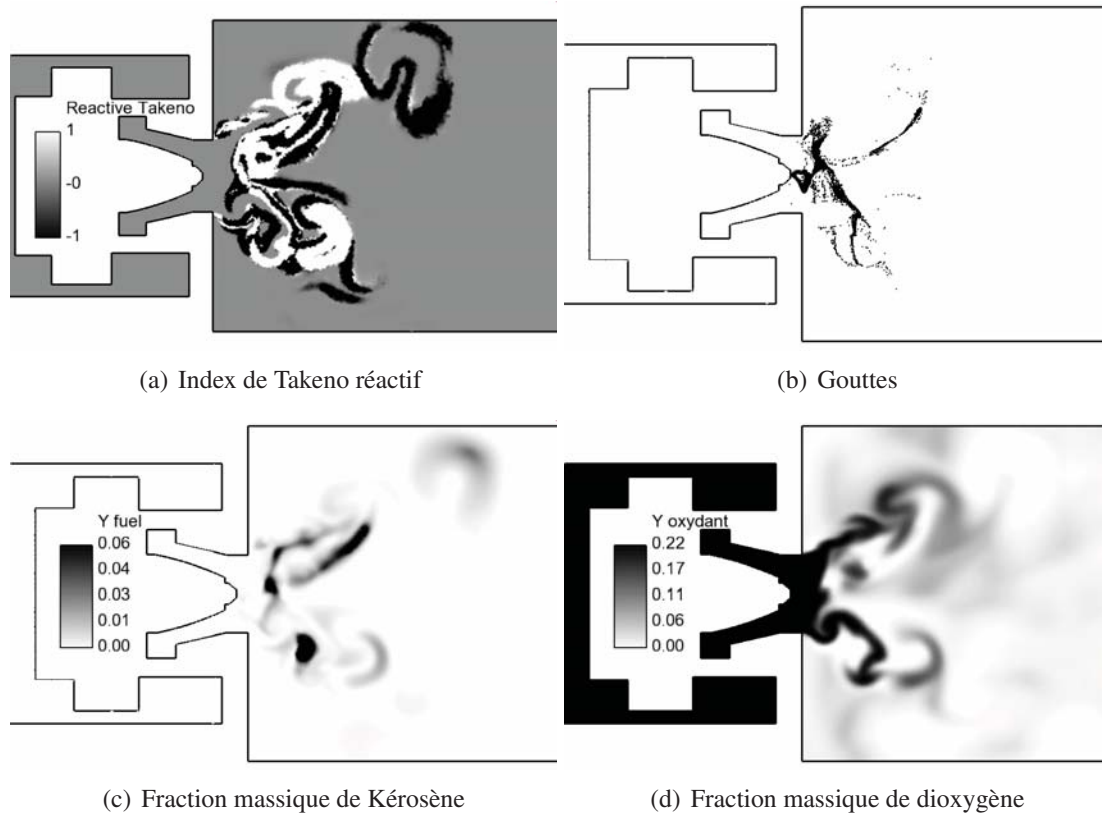 Reactive Takeno
1
-0
-1
(a) Index de Takeno réactif
(b) Gouttes
Y fuel
0.06
0.04
0.03
0.01
0.00
Y oxydant
0.22
0.17
0.11
0.06
0.00
(c) Fraction massique de Kérosène
(d) Fraction massique de dioxygène